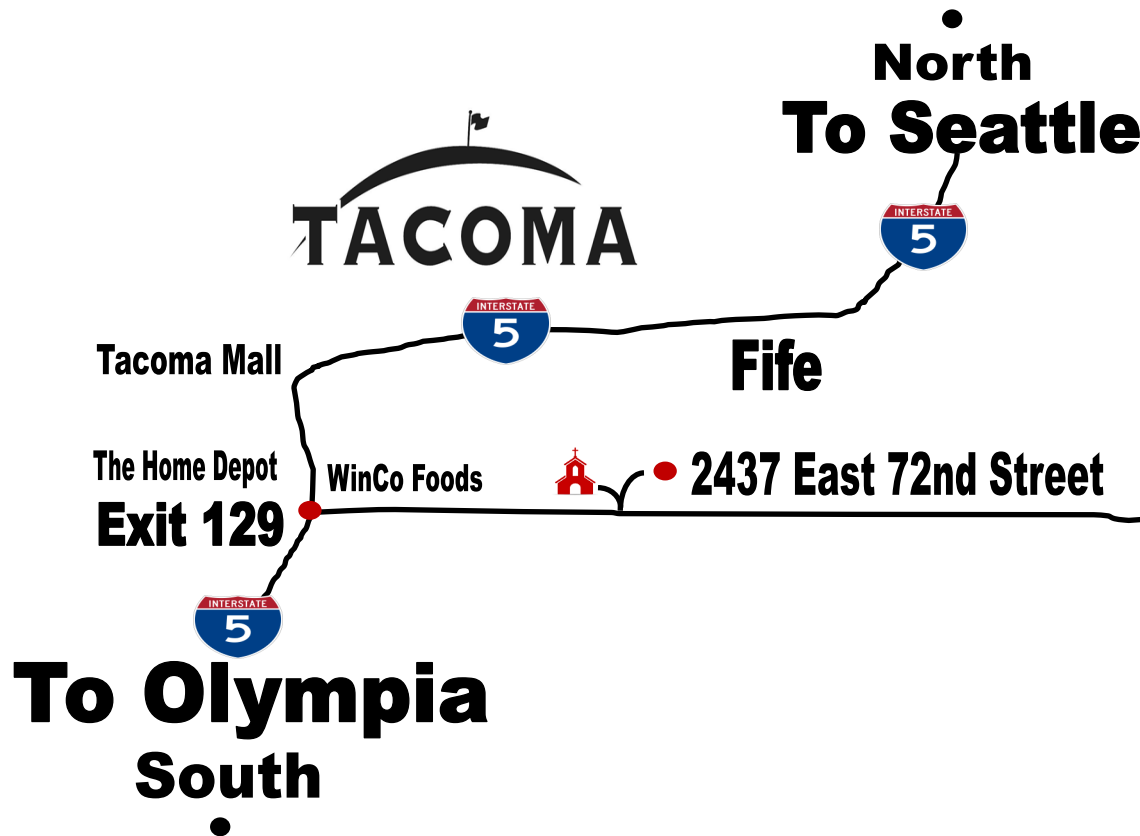 North
To Seattle
INTERSTATE
5
TACOMA
INTERSTATE
5
Tacoma Mall
Fife
The Home Depot
WinCo Foods
2437 East 72nd Street
Exit 129
INTERSTATE
5
To Olympia
South